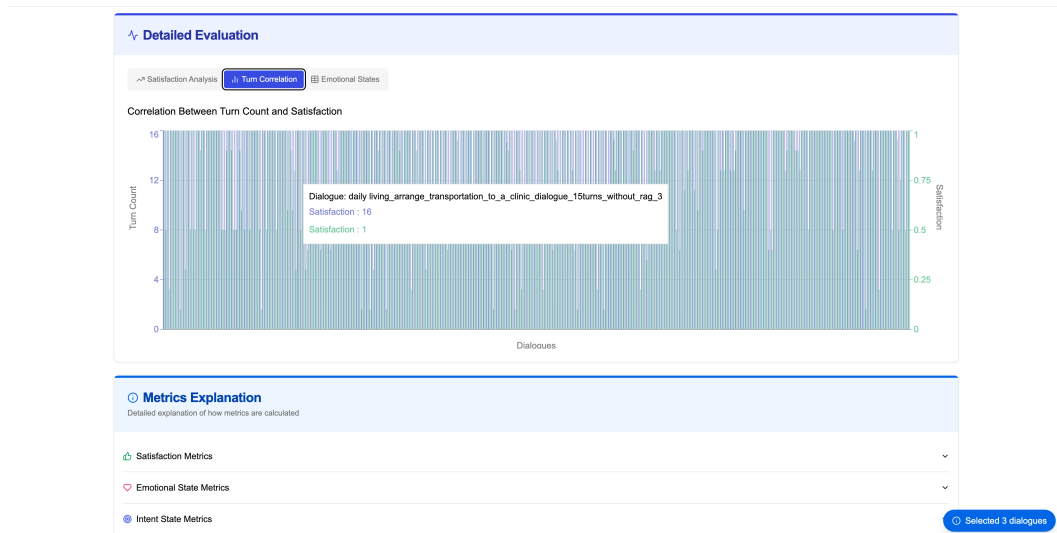 Detailed Evaluation
Satisfaction Analysis
Turn Correlation
Emotional States
Correlation Between Turn Count and Satisfaction
16
12
8
4
0
Turn Count
Dialogue: daily living_arrange_transportation_to_a_clinic_dialogue_15turns_without_rag_3
Satisfaction : 16
Satisfaction : 1
1
0.75
0.5
0.25
0
Satisfaction
Dialogues
Metrics Explanation
Detailed explanation of how metrics are calculated
Satisfaction Metrics
Emotional State Metrics
Intent State Metrics
Selected 3 dialogues